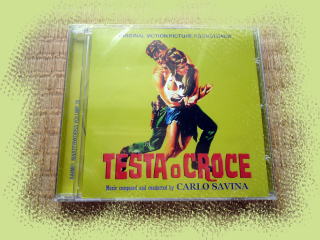 ORIGINAL MOTION PICTURE SOUNDTRACK
TESTA O CROCE
Music composed and conducted by CARLO SAVINA